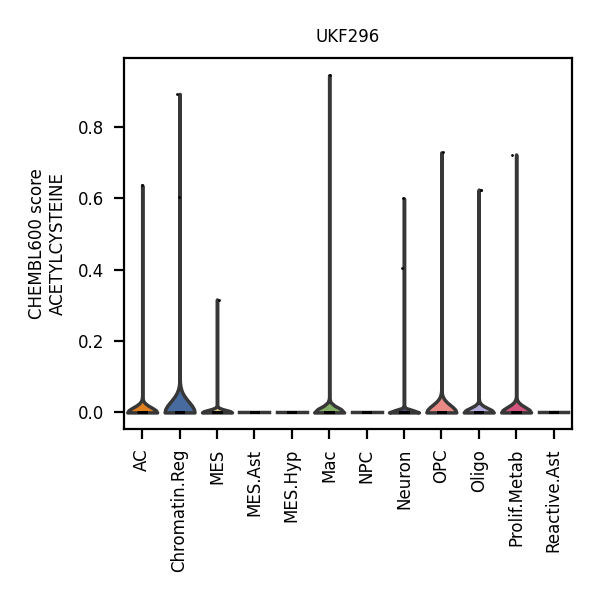 UKF296
CHEMBL600 score
ACETYLCYSTEINE
0.8
0.6
0.4
0.2
0.0
AC
Chromatin.Reg
MES
MES.Ast
MES.Hyp
Mac
NPC
Neuron
OPC
Oligo
Prolif.Metab
Reactive.Ast